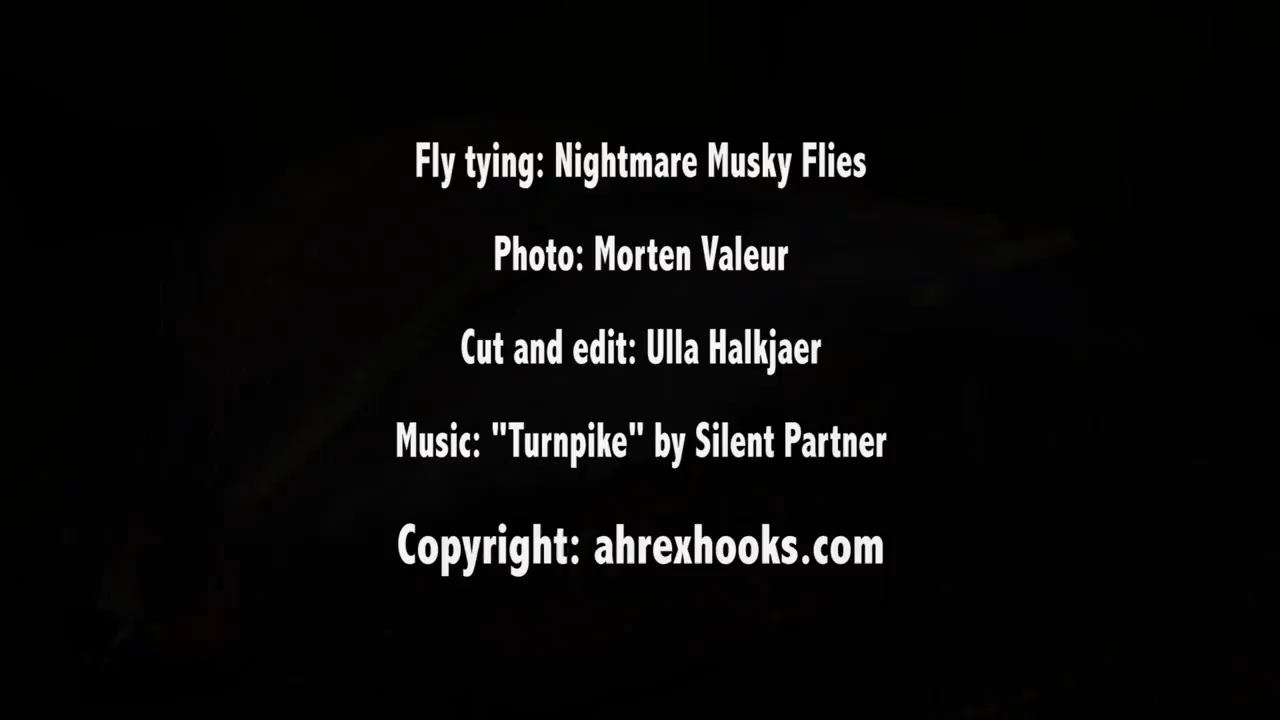 Fly tying: Nightmare Musky Flies
Photo: Morten Valeur
Cut and edit: Ulla Halkjaer
Music: "Turnpike" by Silent Partner
Copyright: ahrexhooks.com